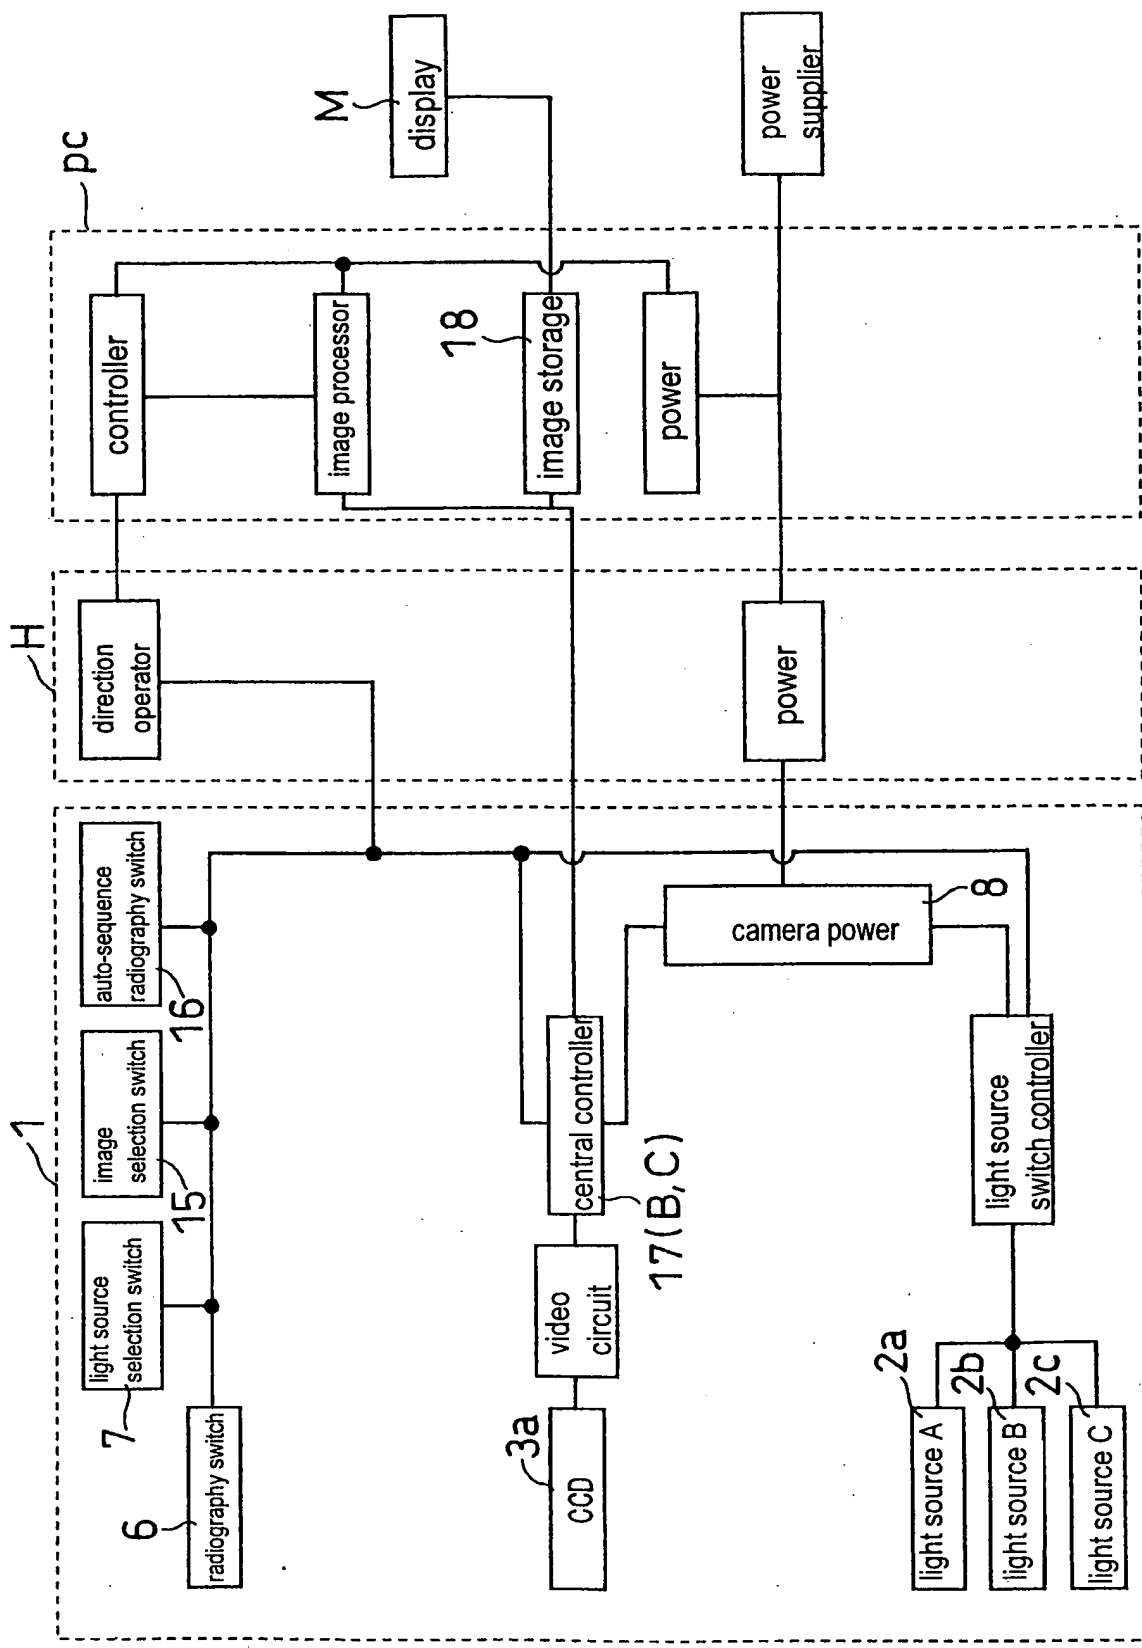 1
H
pc
M
6
radiography switch
7
light source
selection switch
15
image
selection switch
16
auto-sequence
radiography switch
direction
operator
controller
image processor
18
image storage
power
display
3a
CCD
video
circuit
central controller
17(B, C)
camera power
8
power
power
supplier
2a
light source A
2b
light source B
2c
light source C
light source
switch controller